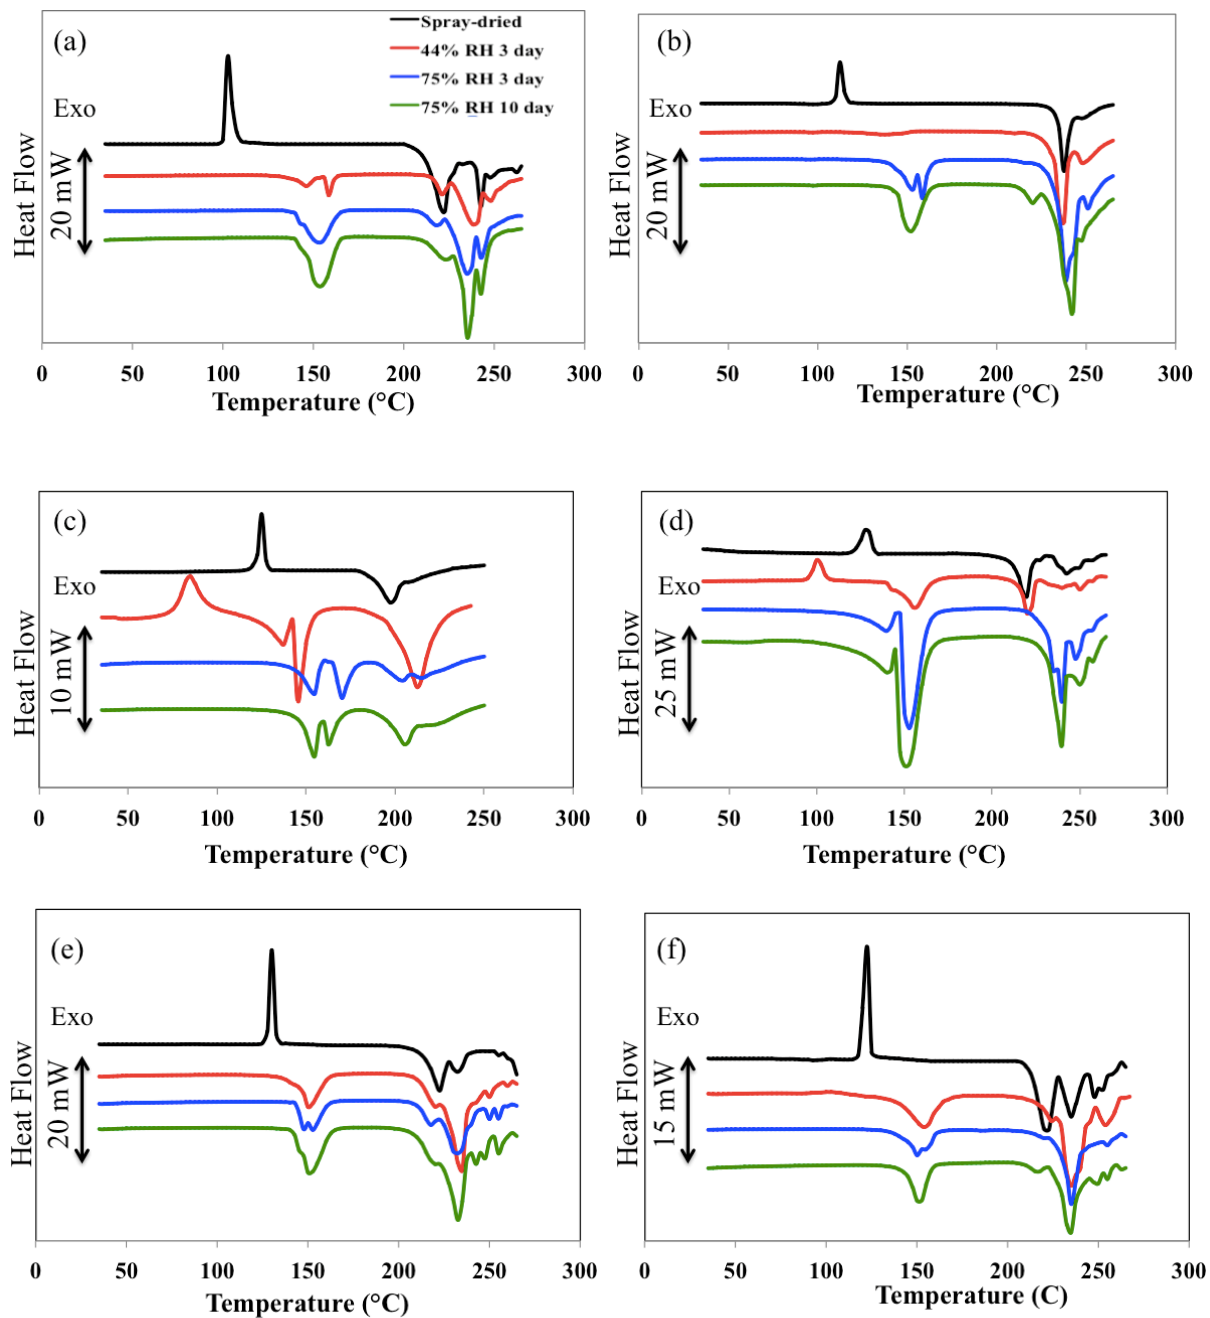 (a)
Spray-dried
44% RH 3 day
75% RH 3 day
75% RH 10 day
Exo
Heat Flow
20 mW
0 50 100 150 200 250 300
Temperature (°C)
(b)
Exo
Heat Flow
20 mW
0 50 100 150 200 250 300
Temperature (°C)
(c)
Exo
Heat Flow
10 mW
0 50 100 150 200 250 300
Temperature (°C)
(d)
Exo
Heat Flow
25 mW
0 50 100 150 200 250 300
Temperature (°C)
(e)
Exo
Heat Flow
20 mW
0 50 100 150 200 250 300
Temperature (°C)
(f)
Exo
Heat Flow
15 mW
0 50 100 150 200 250 300
Temperature (C)